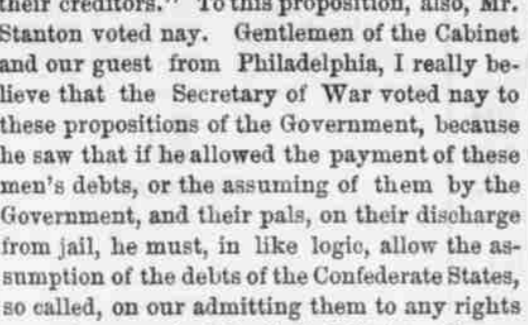 their creditors." To this proposition, also, Mr.
Stanton voted nay. Gentlemen of the Cabinet
and our guest from Philadelphia, I really be-
lieve that the Secretary of War voted nay to
these propositions of the Government, because
he saw that if he allowed the payment of these
men's debts, or the assuming of them by the
Government, and their pals, on their discharge
from jail, he must, in like logic, allow the as-
sumption of the debts of the Confederate States,
so called, on our admitting them to any rights